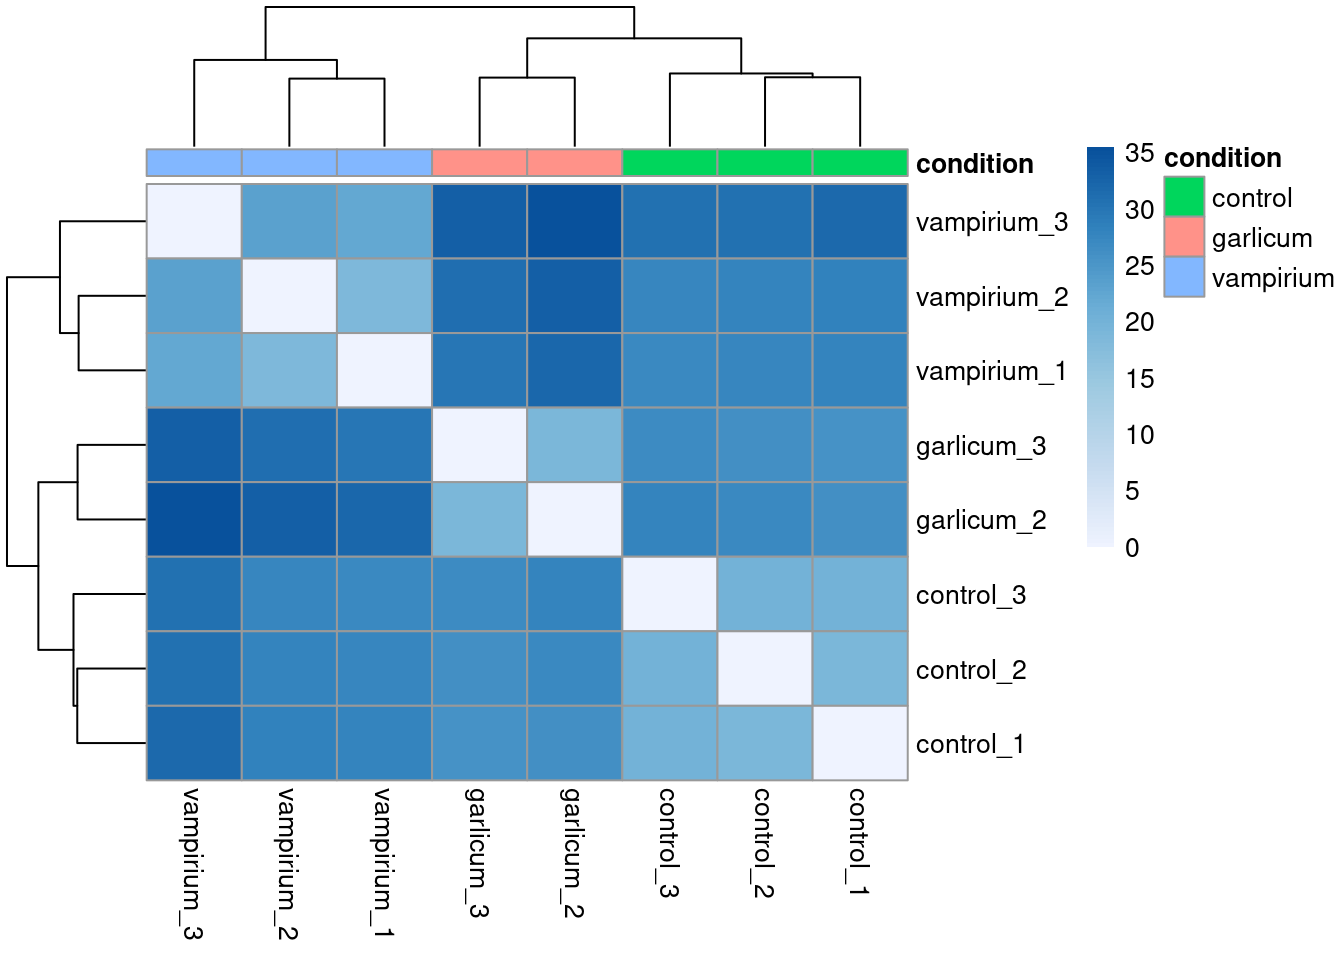 condition
vampirium_3
vampirium_2
vampirium_1
garlicum_3
garlicum_2
control_3
control_2
control_1
35
30
25
20
15
10
5
0
condition
control
garlicum
vampirium
vampirium_3
vampirium_2
vampirium_1
garlicum_3
garlicum_2
control_3
control_2
control_1